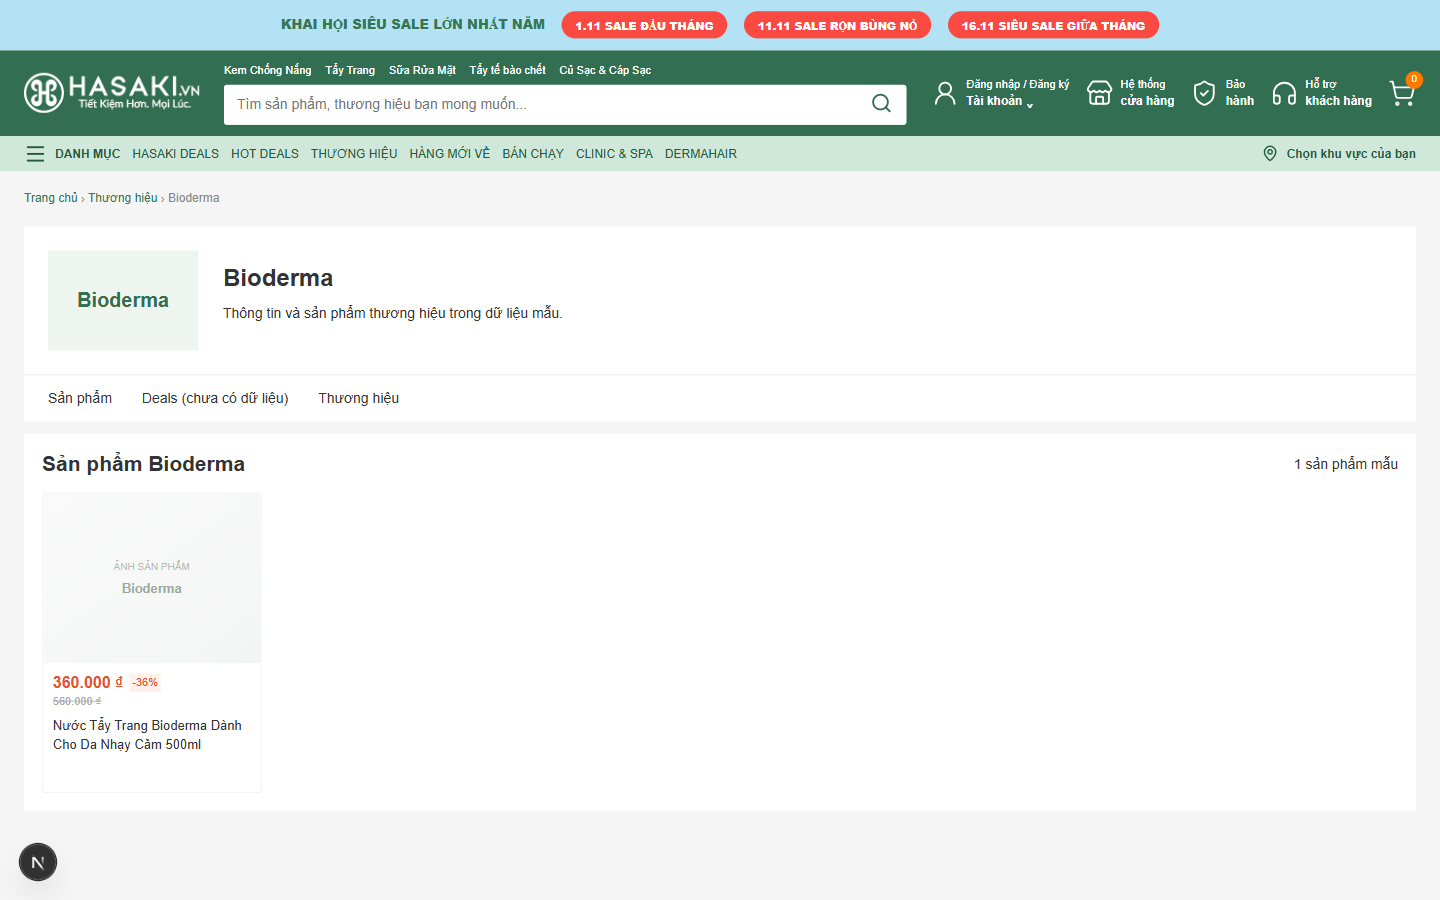 KHAI HỘI SIÊU SALE LỚN NHẤT NĂM
1.11 SALE ĐẦU THÁNG
11.11 SALE RỘN BÙNG NỔ
16.11 SIÊU SALE GIỮA THÁNG
HASAKI.VN
Tiết Kiệm Hơn. Mọi Lúc.
Kem Chống Nắng
Tẩy Trang
Sữa Rửa Mặt
Tẩy tế bào chết
Củ Sạc & Cáp Sạc
Tìm sản phẩm, thương hiệu bạn mong muốn...
Đăng nhập / Đăng ký
Tài khoản
Hệ thống
cửa hàng
Bảo
hành
Hỗ trợ
khách hàng
0
DANH MỤC
HASAKI DEALS
HOT DEALS
THƯƠNG HIỆU
HÀNG MỚI VỀ
BÁN CHẠY
CLINIC & SPA
DERMAHAIR
Chọn khu vực của bạn
Trang chủ › Thương hiệu › Bioderma
Bioderma
Bioderma
Thông tin và sản phẩm thương hiệu trong dữ liệu mẫu.
Sản phẩm
Deals (chưa có dữ liệu)
Thương hiệu
Sản phẩm Bioderma
1 sản phẩm mẫu
ẢNH SẢN PHẨM
Bioderma
360.000 ₫ -36%
560.000 ₫
Nước Tẩy Trang Bioderma Dành
Cho Da Nhạy Cảm 500ml
N